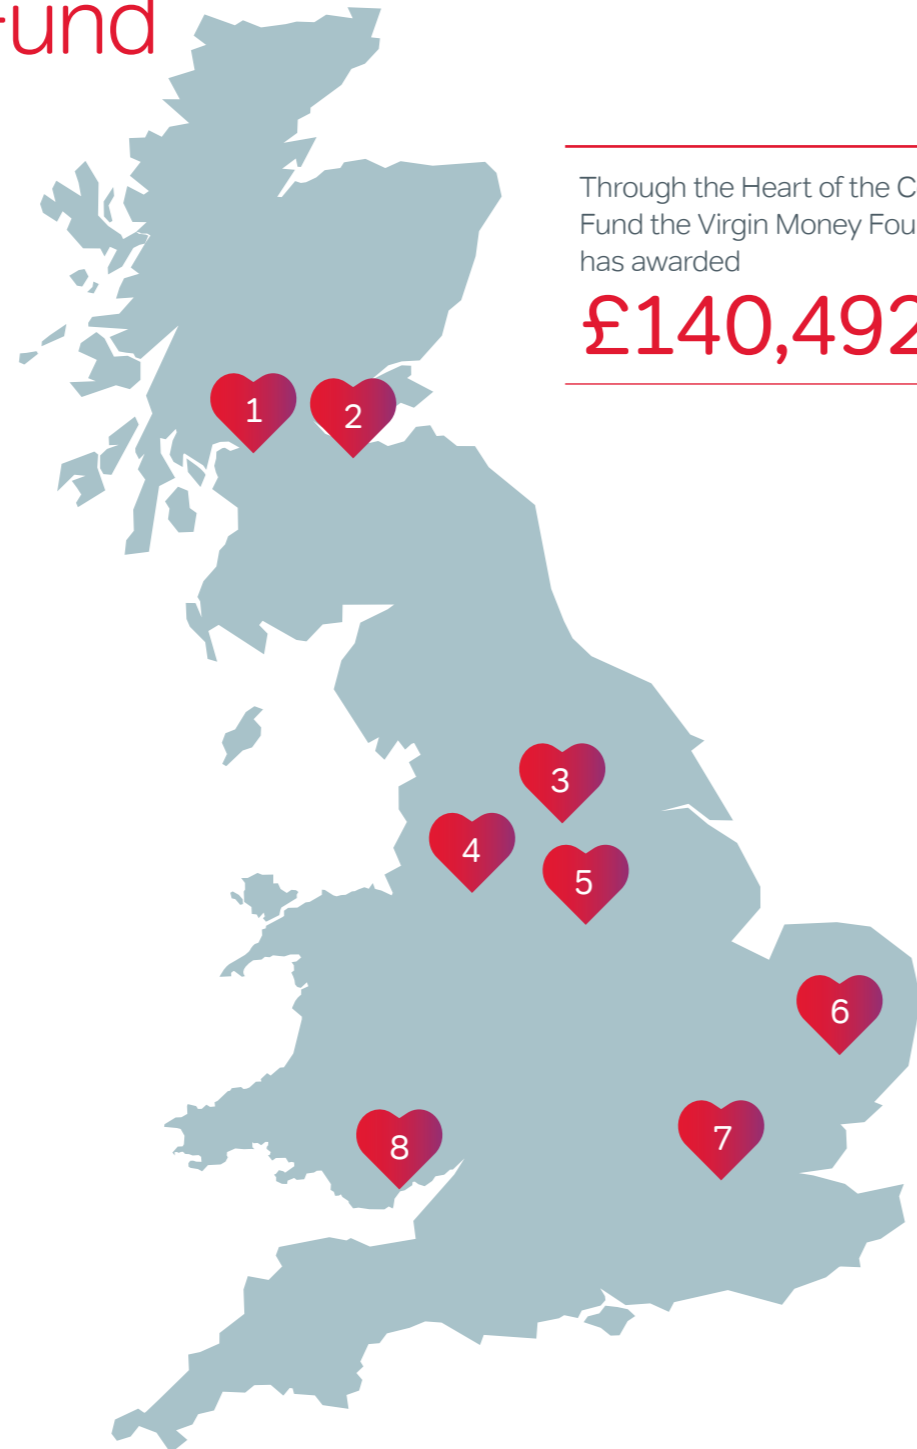 und
Through the Heart of the C
Fund the Virgin Money Fou
has awarded
£140,492
1
2
3
4
5
6
7
8